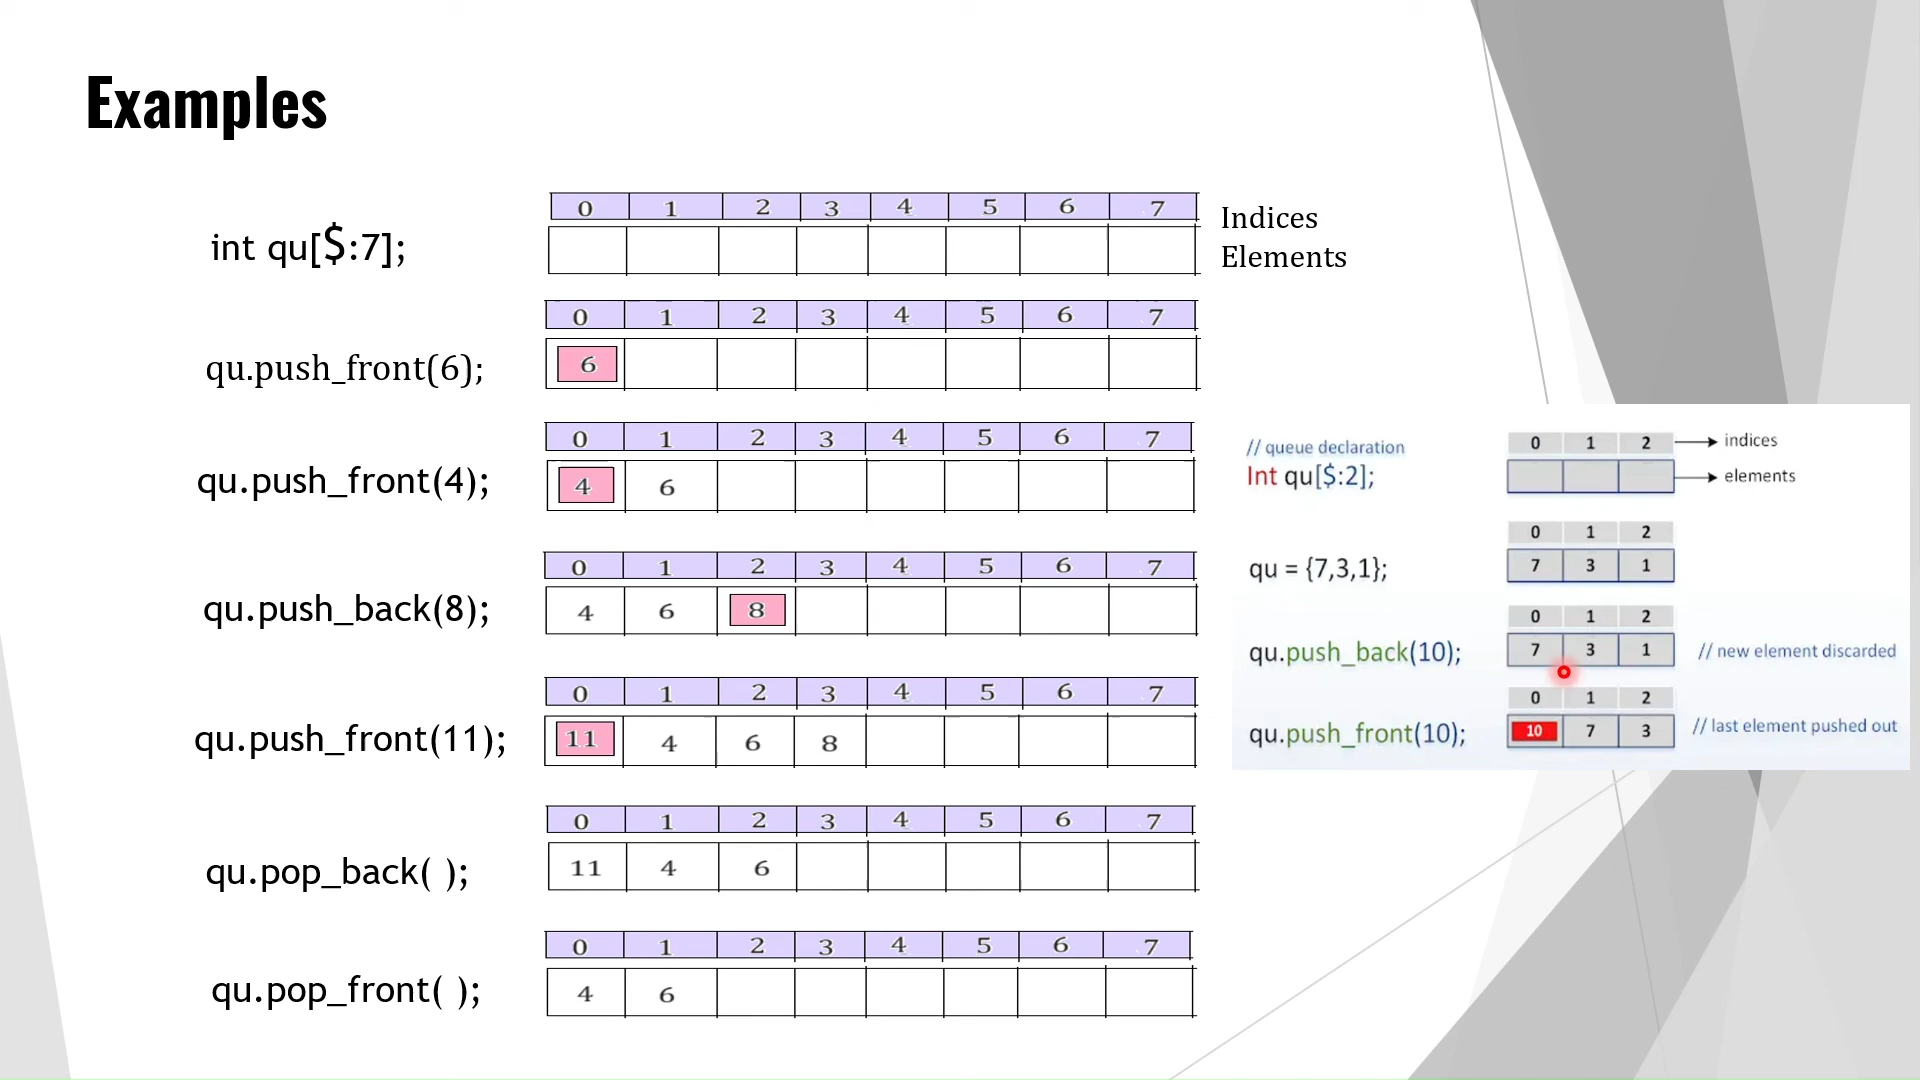 Examples
int qu[$:7];
0 1 2 3 4 5 6 7
Indices
Elements
qu.push_front(6);
0 1 2 3 4 5 6 7
6
qu.push_front(4);
0 1 2 3 4 5 6 7
4 6
qu.push_back(8);
0 1 2 3 4 5 6 7
4 6 8
qu.push_front(11);
0 1 2 3 4 5 6 7
11 4 6 8
qu.pop_back( );
0 1 2 3 4 5 6 7
11 4 6
qu.pop_front( );
0 1 2 3 4 5 6 7
4 6
// queue declaration
Int qu[$:2];
0 1 2 indices
elements
qu = {7,3,1};
0 1 2
7 3 1
qu.push_back(10);
0 1 2
7 3 1 // new element discarded
qu.push_front(10);
0 1 2
10 7 3 // last element pushed out